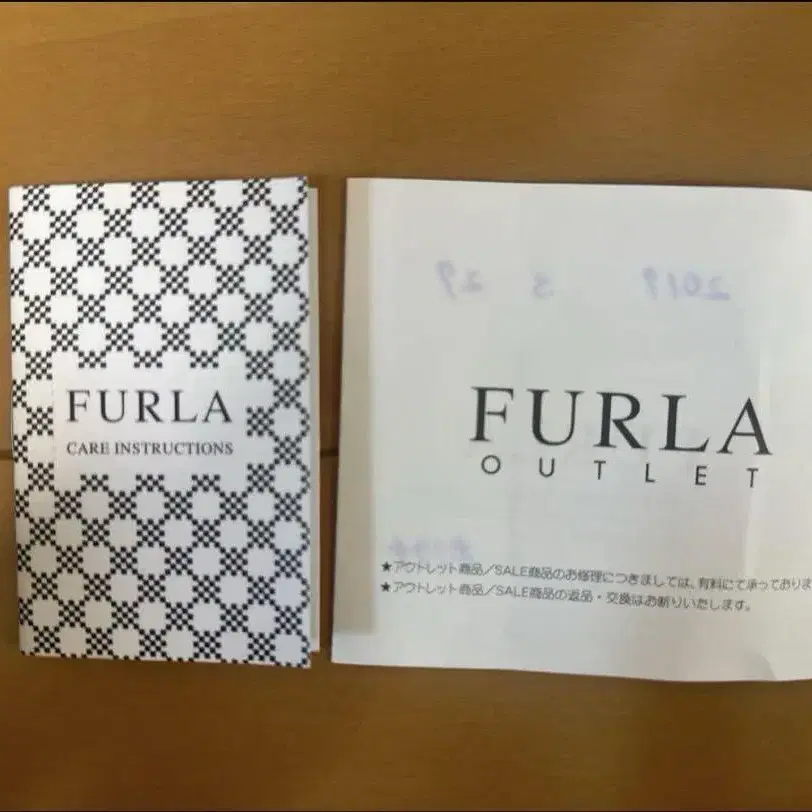 FURLA
CARE INSTRUCTIONS
FURLA
OUTLET
★アウトレット商品/SALE商品のお修理につきましては、有料にて承っておりま
★アウトレット商品/SALE商品の返品・交換はお断りいたします。